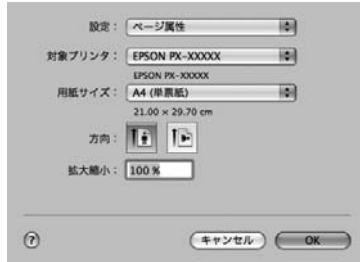 設定： ページ属性
対象プリンタ： EPSON PX-XXXXX
EPSON PX-XXXXX
用紙サイズ： A4 (単票紙)
21.00 × 29.70 cm
方向：
拡大縮小： 100 %
? キャンセル OK